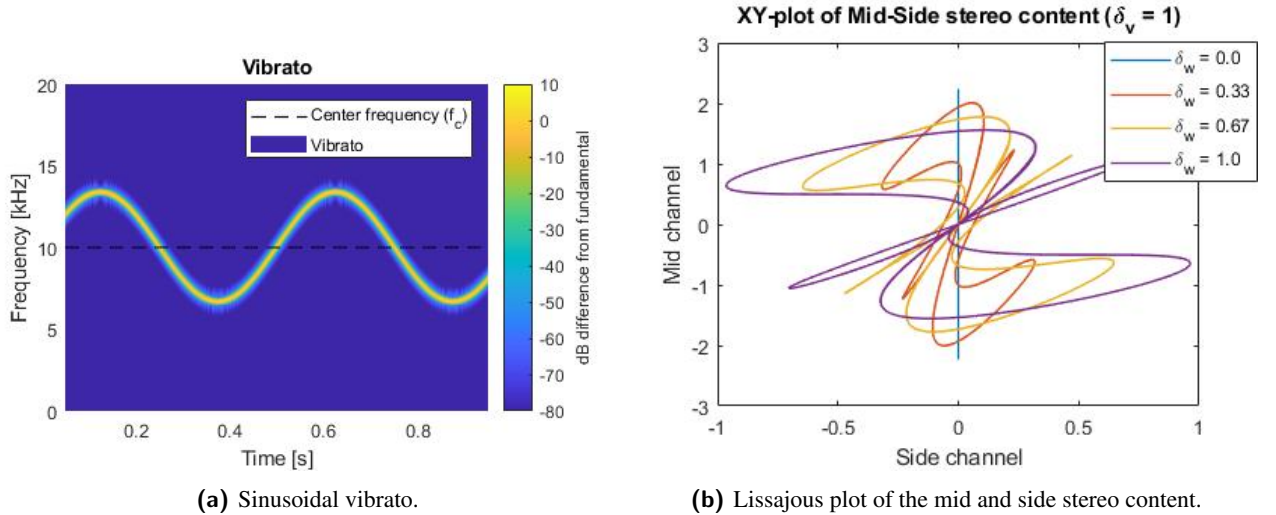 Vibrato
20
15
10
5
0
Frequency [kHz]
0.2
0.4
0.6
0.8
Time [s]
Center frequency (f_c)
Vibrato
10
0
-10
-20
-30
-40
-50
-60
-70
-80
dB difference from fundamental
(a) Sinusoidal vibrato.
XY-plot of Mid-Side stereo content (δ_v = 1)
3
2
1
0
-1
-2
-3
Mid channel
-1
-0.5
0
0.5
1
Side channel
δ_w = 0.0
δ_w = 0.33
δ_w = 0.67
δ_w = 1.0
(b) Lissajous plot of the mid and side stereo content.